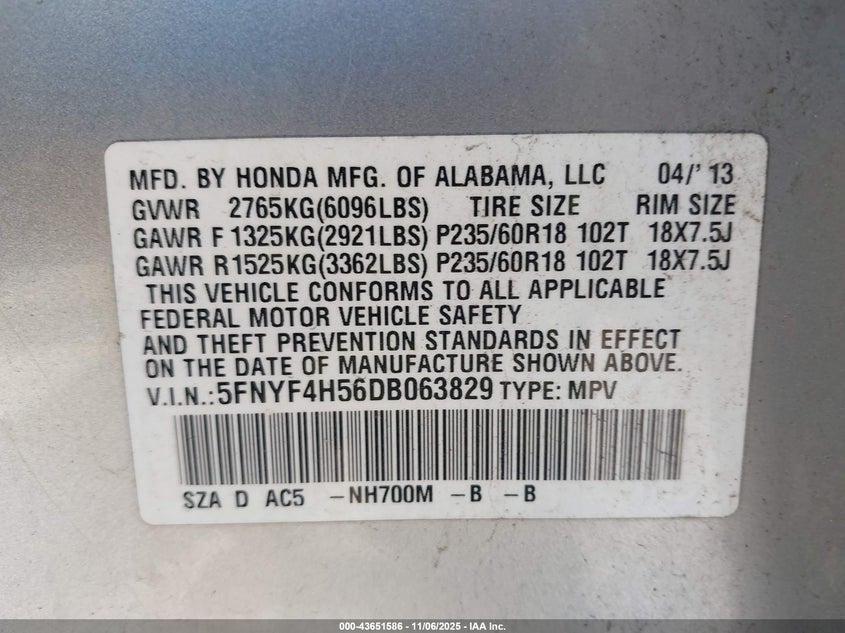 MFD. BY HONDA MFG. OF ALABAMA, LLC 04/'13
GVWR 2765KG(6096LBS) TIRE SIZE RIM SIZE
GAWR F 1325KG(2921LBS) P235/60R18 102T 18X7.5J
GAWR R1525KG(3362LBS) P235/60R18 102T 18X7.5J
THIS VEHICLE CONFORMS TO ALL APPLICABLE
FEDERAL MOTOR VEHICLE SAFETY
AND THEFT PREVENTION STANDARDS IN EFFECT
ON THE DATE OF MANUFACTURE SHOWN ABOVE.
V.I.N.:5FNYF4H56DB063829 TYPE: MPV
SZA D AC5 -NH700M -B -B
000-43651586 - 11/06/2025 - IAA Inc.